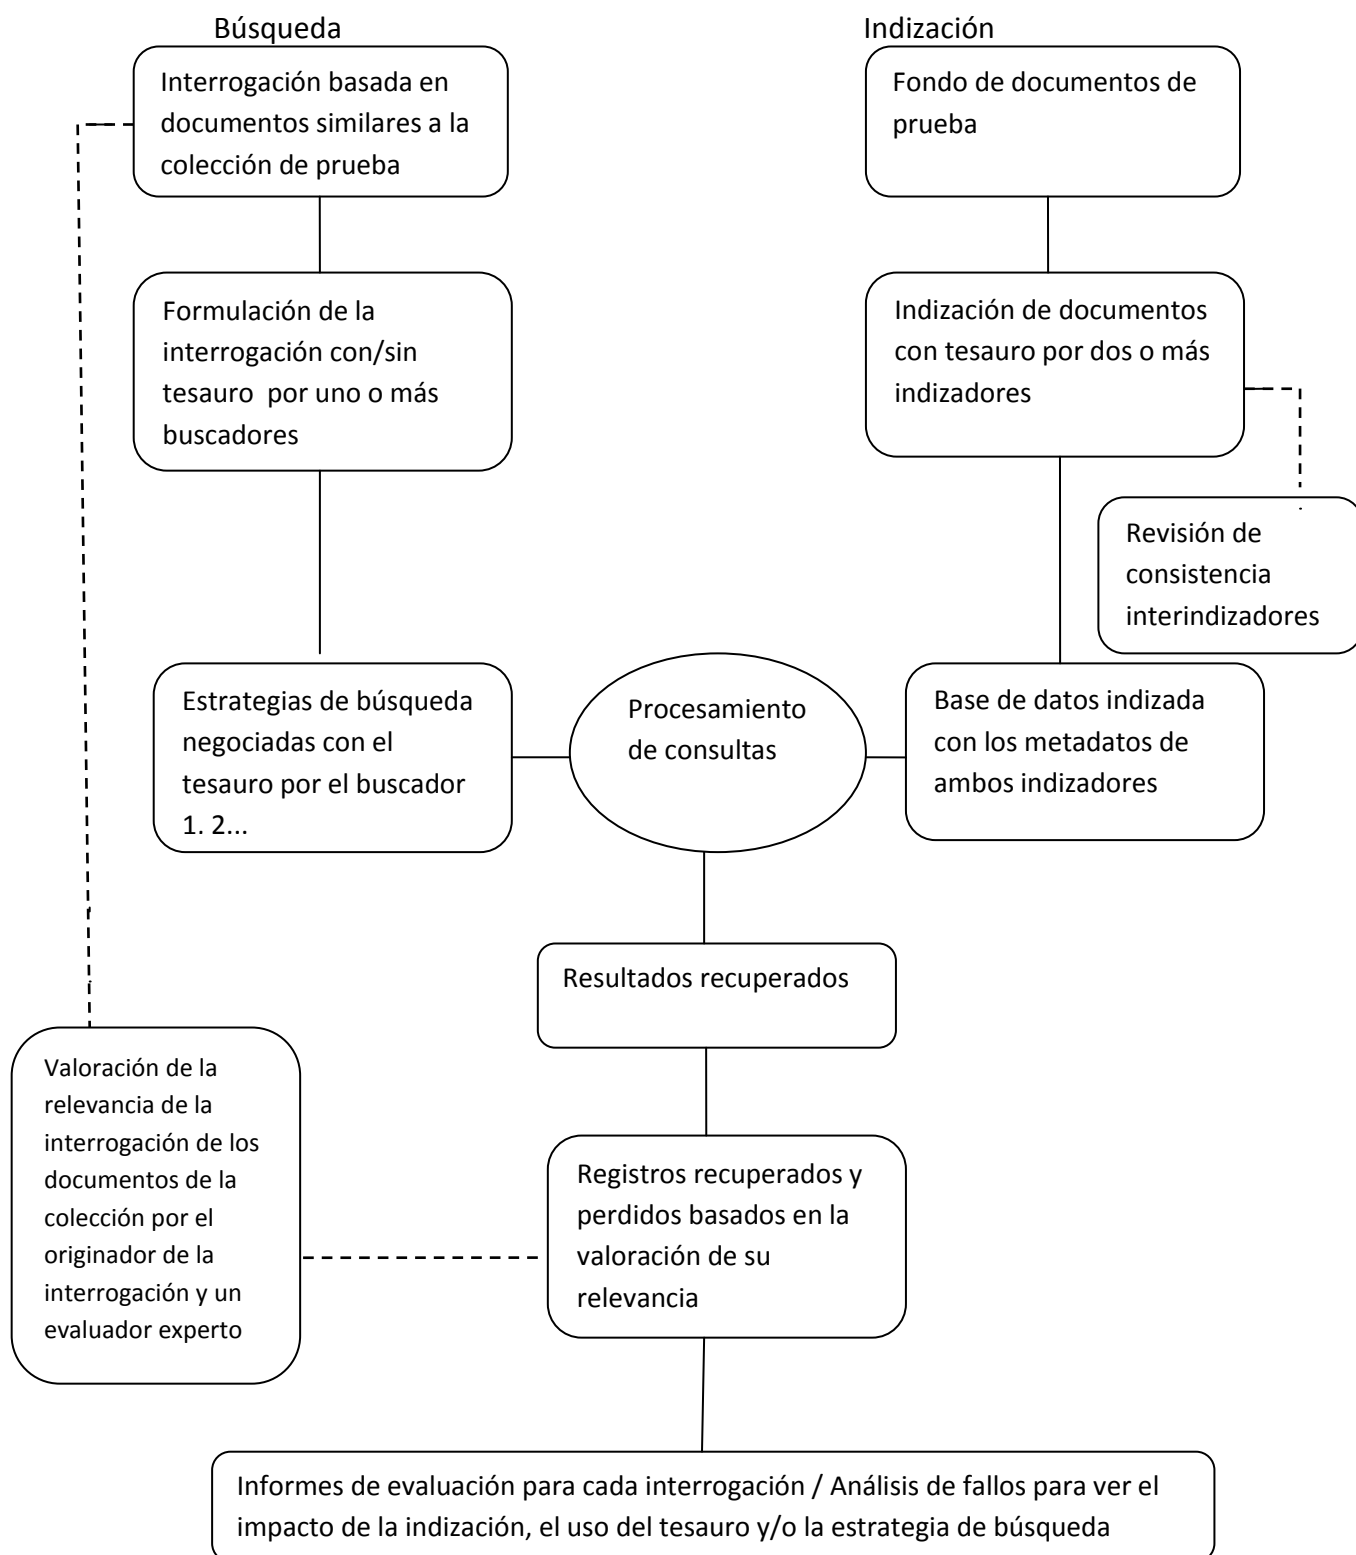 Búsqueda
Indización
Interrogación basada en
documentos similares a la
colección de prueba
Fondo de documentos de
prueba
Formulación de la
interrogación con/sin
tesauro por uno o más
buscadores
Indización de documentos
con tesauro por dos o más
indizadores
Revisión de
consistencia
interindizadores
Estrategias de búsqueda
negociadas con el
tesauro por el buscador
1. 2...
Procesamiento
de consultas
Base de datos indizada
con los metadatos de
ambos indizadores
Resultados recuperados
Valoración de la
relevancia de la
interrogación de los
documentos de la
colección por el
originador de la
interrogación y un
evaluador experto
Registros recuperados y
perdidos basados en la
valoración de su
relevancia
Informes de evaluación para cada interrogación / Análisis de fallos para ver el
impacto de la indización, el uso del tesauro y/o la estrategia de búsqueda